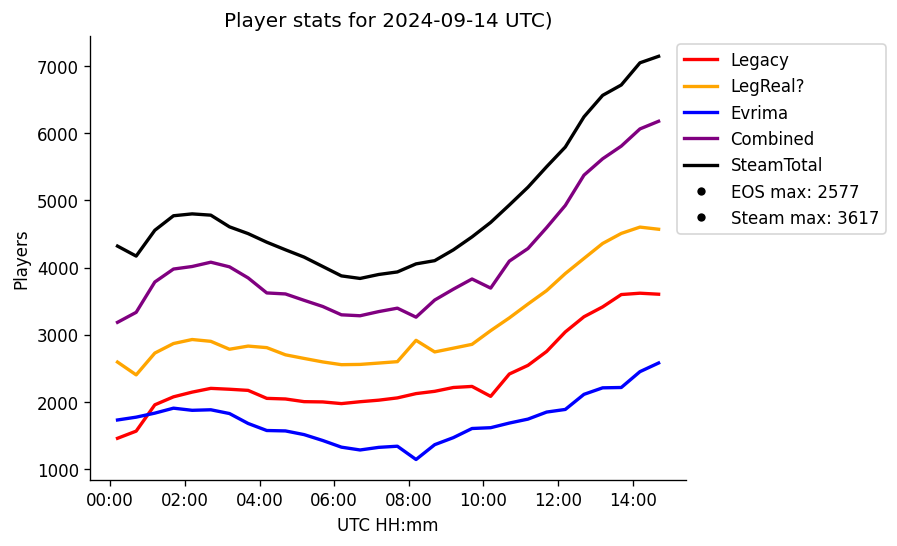 Player stats for 2024-09-14 UTC)
Legacy
LegReal?
Evrima
Combined
SteamTotal
EOS max: 2577
Steam max: 3617
Players
7000
6000
5000
4000
3000
2000
1000
00:00 02:00 04:00 06:00 08:00 10:00 12:00 14:00
UTC HH:mm